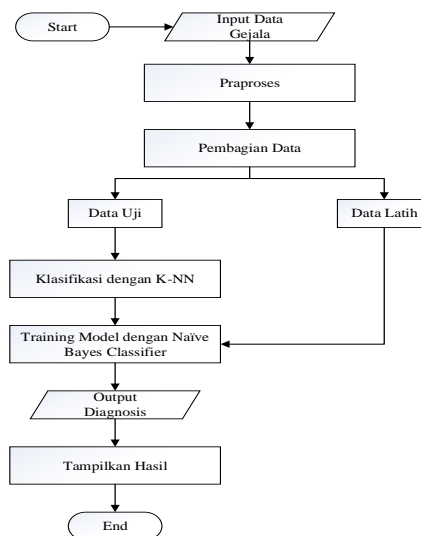 Start
Input Data
Gejala
Praproses
Pembagian Data
Data Uji
Data Latih
Klasifikasi dengan K-NN
Training Model dengan Naïve
Bayes Classifier
Output
Diagnosis
Tampilkan Hasil
End